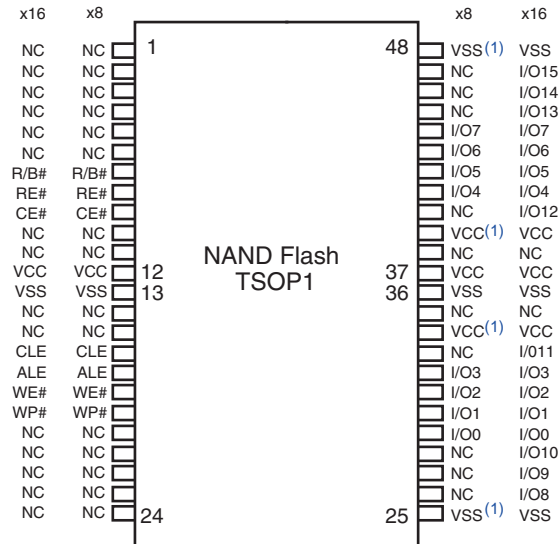 x16 x8 x8 x16
NC NC 1 48 VSS(1) VSS
NC NC NC I/O15
NC NC NC I/O14
NC NC NC I/O13
NC NC I/O7 I/O7
NC NC I/O6 I/O6
R/B# R/B# I/O5 I/O5
RE# RE# I/O4 I/O4
CE# CE# NC I/O12
NC NC VCC(1) VCC
NC NC NAND Flash NC NC
VCC VCC 12 TSOP1 37 VCC VCC
VSS VSS 13 36 VSS VSS
NC NC NC NC
NC NC VCC(1) VCC
CLE CLE NC I/011
ALE ALE I/O3 I/O3
WE# WE# I/O2 I/O2
WP# WP# I/O1 I/O1
NC NC I/O0 I/O0
NC NC NC I/O10
NC NC NC I/O9
NC NC NC I/O8
NC NC 24 25 VSS(1) VSS